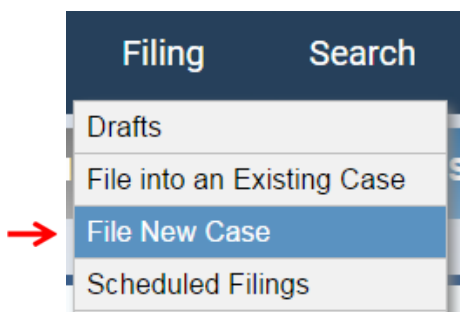 Filing Search
Drafts
File into an Existing Case
File New Case
Scheduled Filings